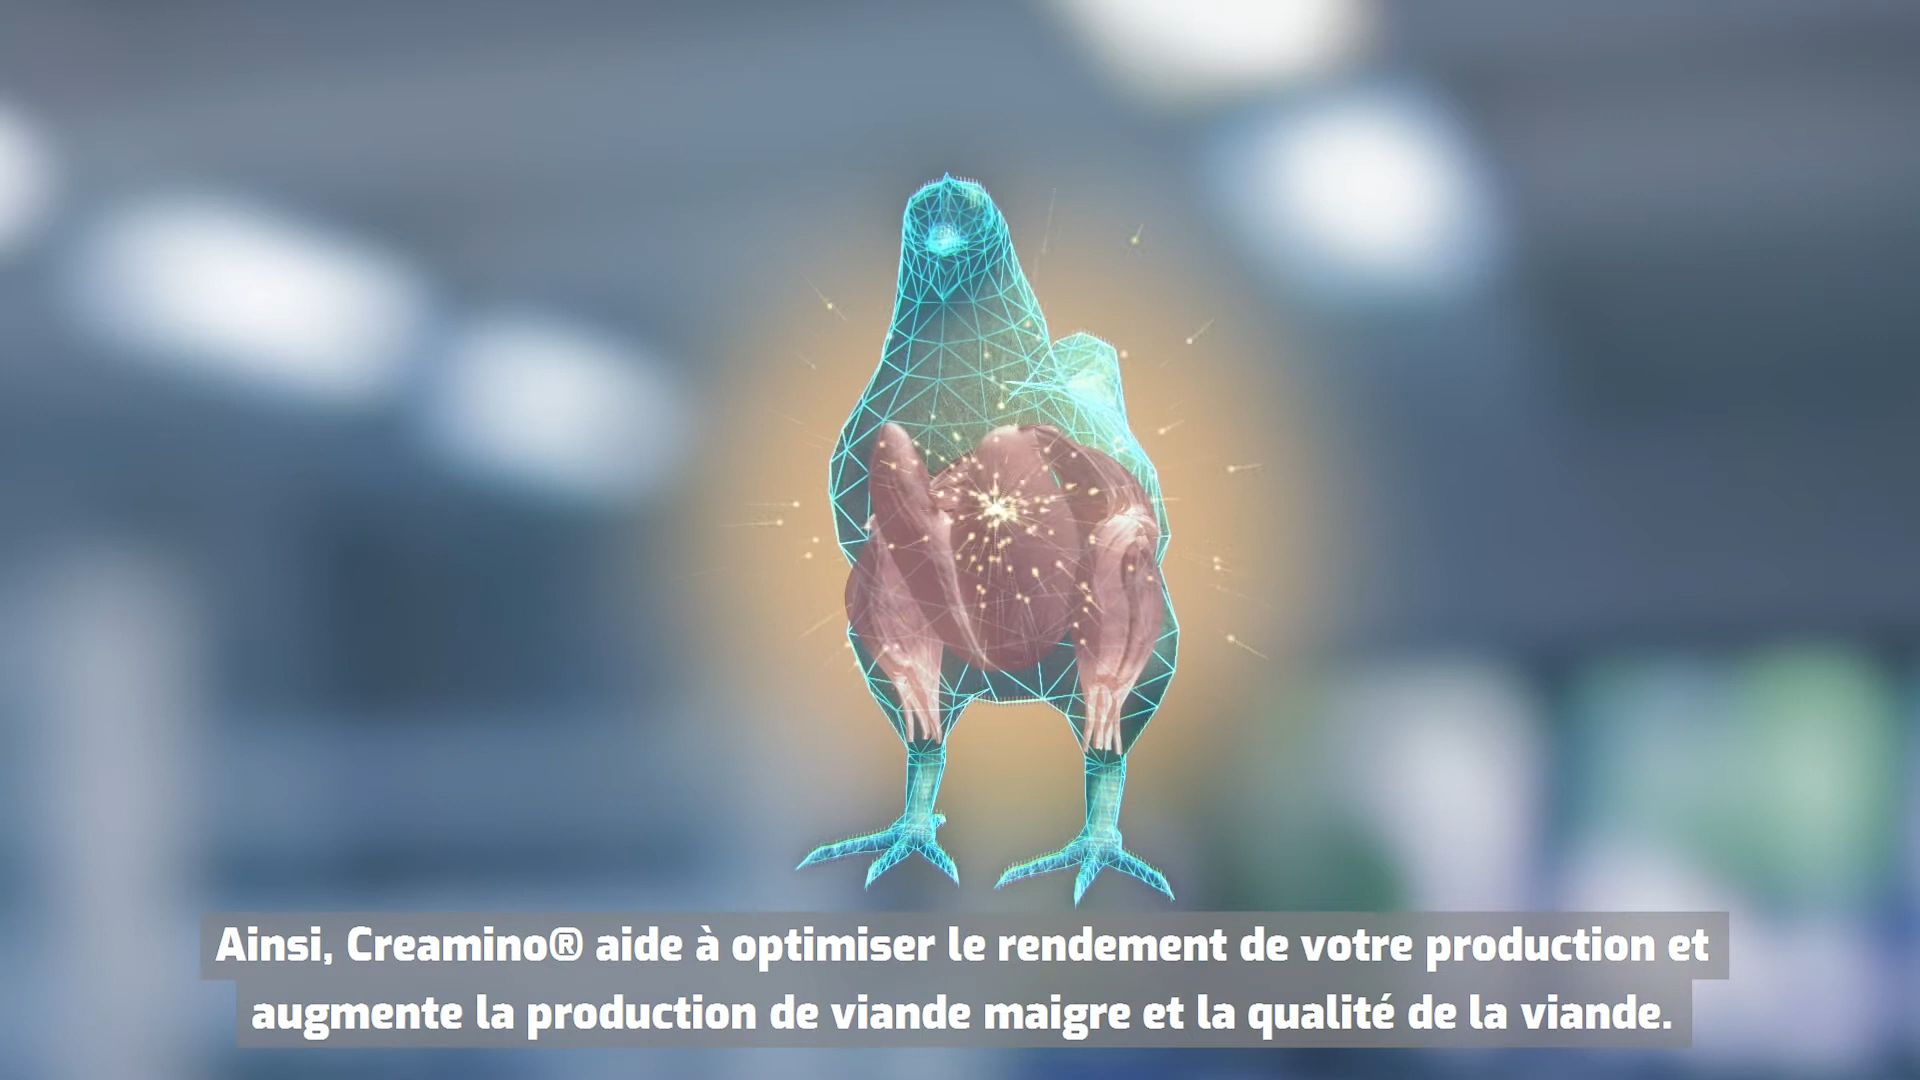 Ainsi, Creamino® aide à optimiser le rendement de votre production et
augmente la production de viande maigre et la qualité de la viande.